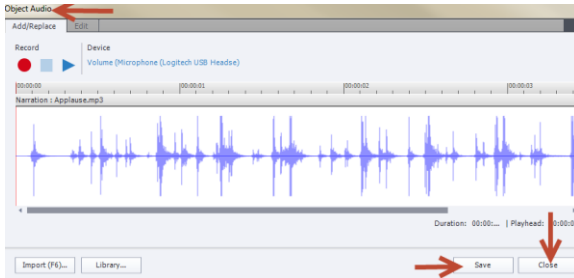 Object Audio
Add/Replace Edit
Record Device
Volume (Microphone (Logitech USB Headse)
00:00:00 00:00:01 00:00:02 00:00:03
Narration : Applause.mp3
Duration: 00:00:... | Playhead: 00:00:0
Import (F6)... Library... Save Close